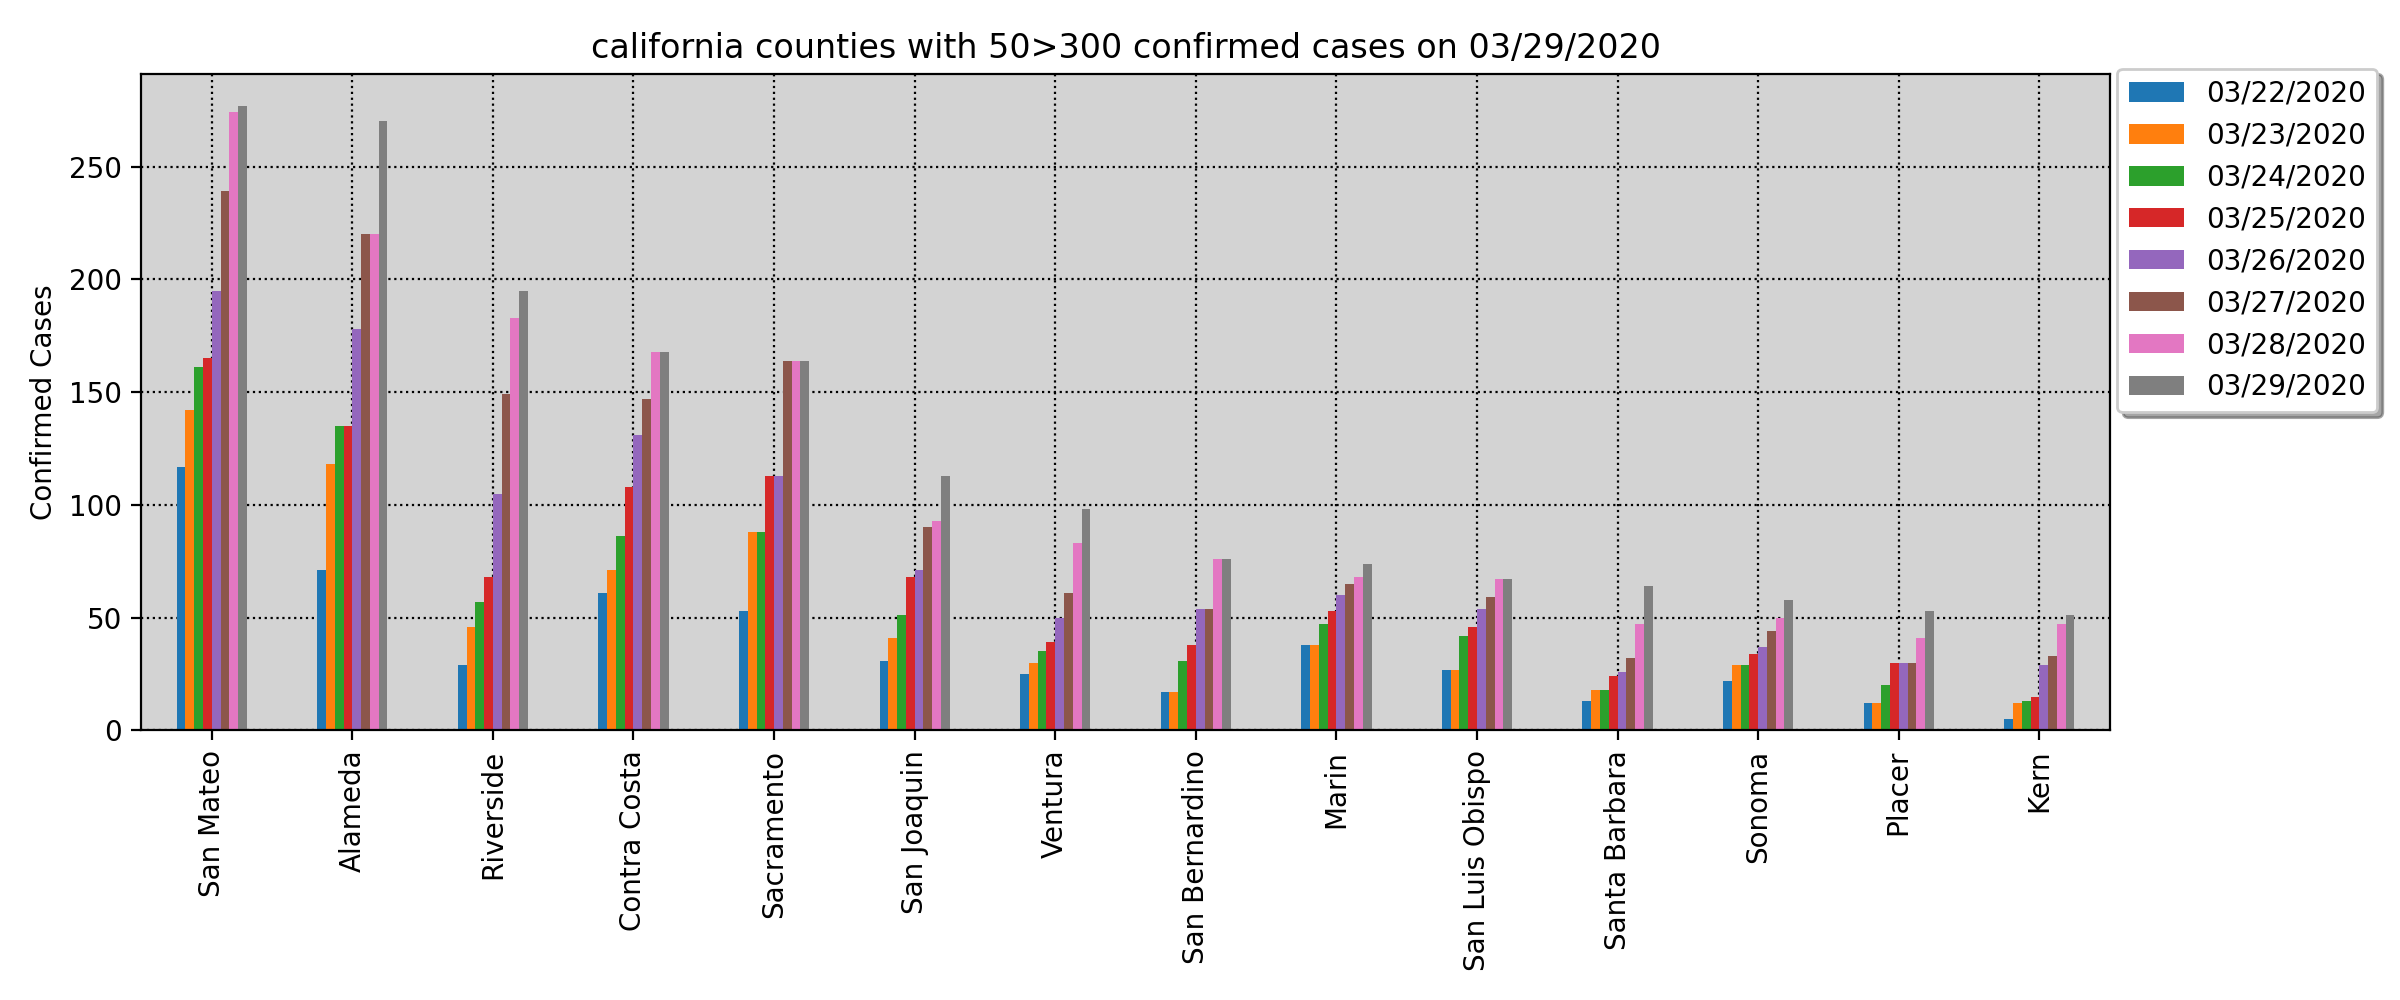 california counties with 50>300 confirmed cases on 03/29/2020
Confirmed Cases
250
200
150
100
50
0
San Mateo
Alameda
Riverside
Contra Costa
Sacramento
San Joaquin
Ventura
San Bernardino
Marin
San Luis Obispo
Santa Barbara
Sonoma
Placer
Kern
03/22/2020
03/23/2020
03/24/2020
03/25/2020
03/26/2020
03/27/2020
03/28/2020
03/29/2020